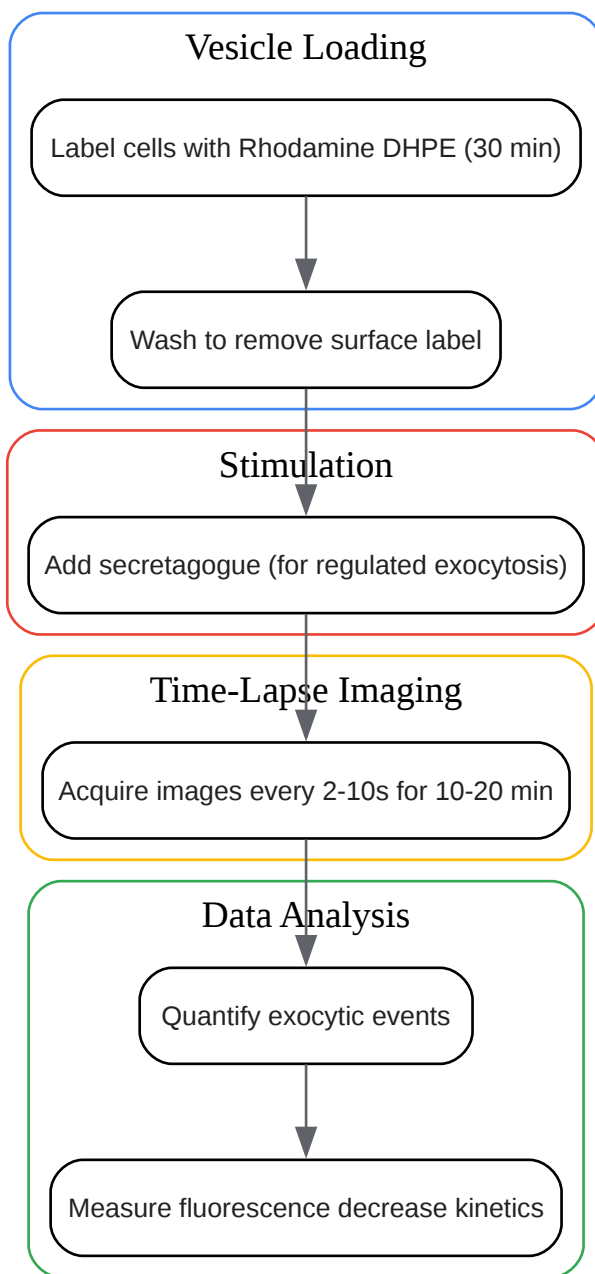 Vesicle Loading
Label cells with Rhodamine DHPE (30 min)
Wash to remove surface label
Stimulation
Add secretagogue (for regulated exocytosis)
Time-Lapse Imaging
Acquire images every 2-10s for 10-20 min
Data Analysis
Quantify exocytic events
Measure fluorescence decrease kinetics